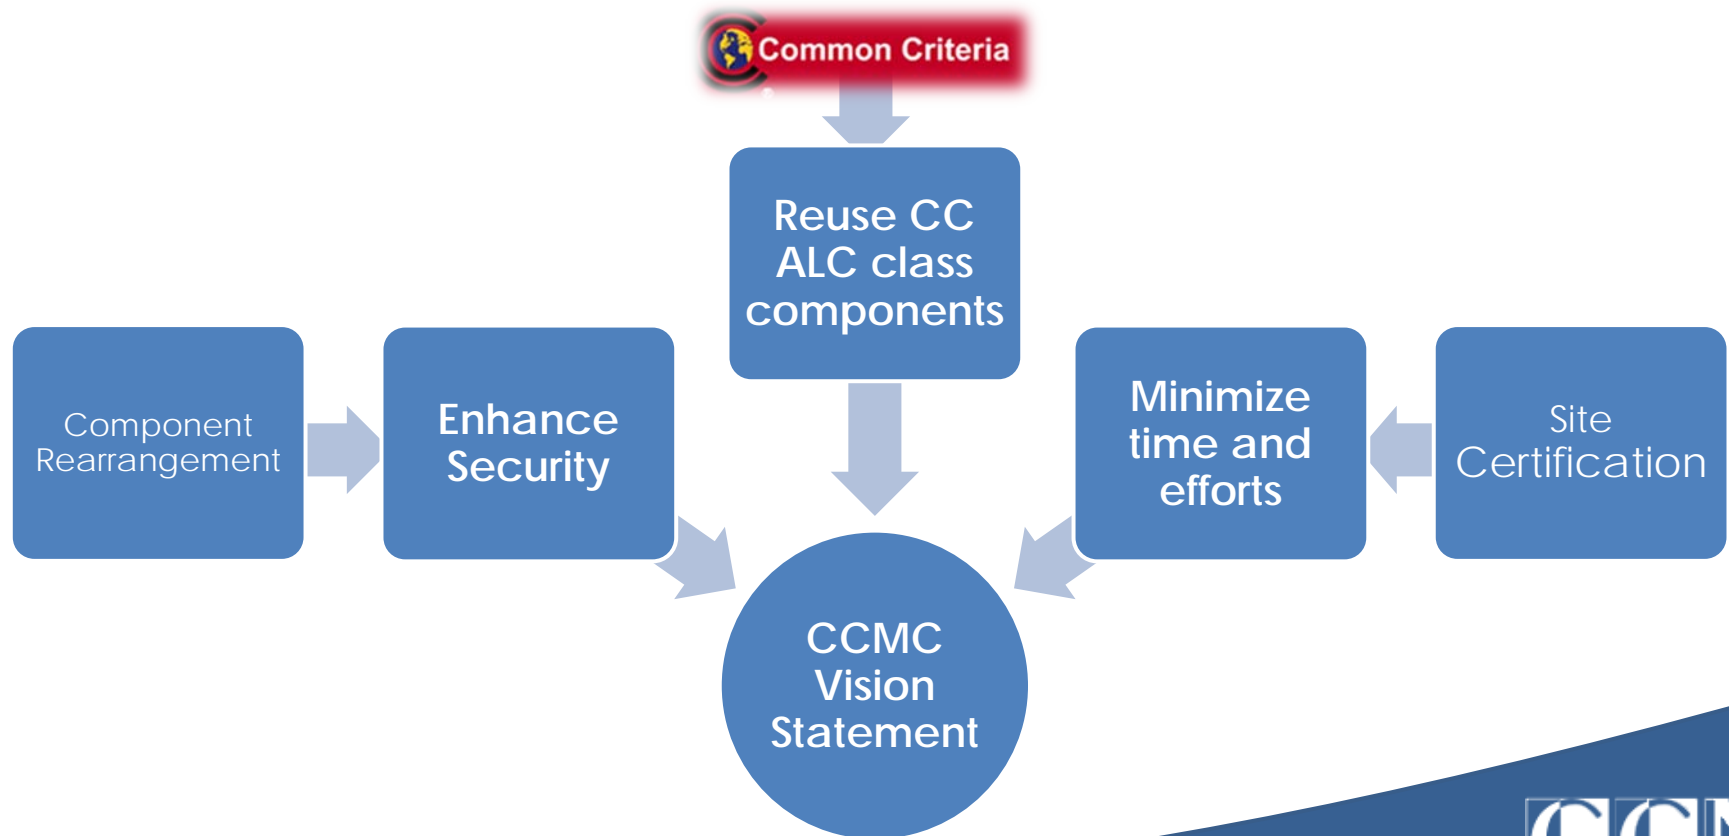 Common Criteria
Reuse CC
ALC class
components
Component
Rearrangement
Enhance
Security
Minimize
time and
efforts
Site
Certification
CCMC
Vision
Statement